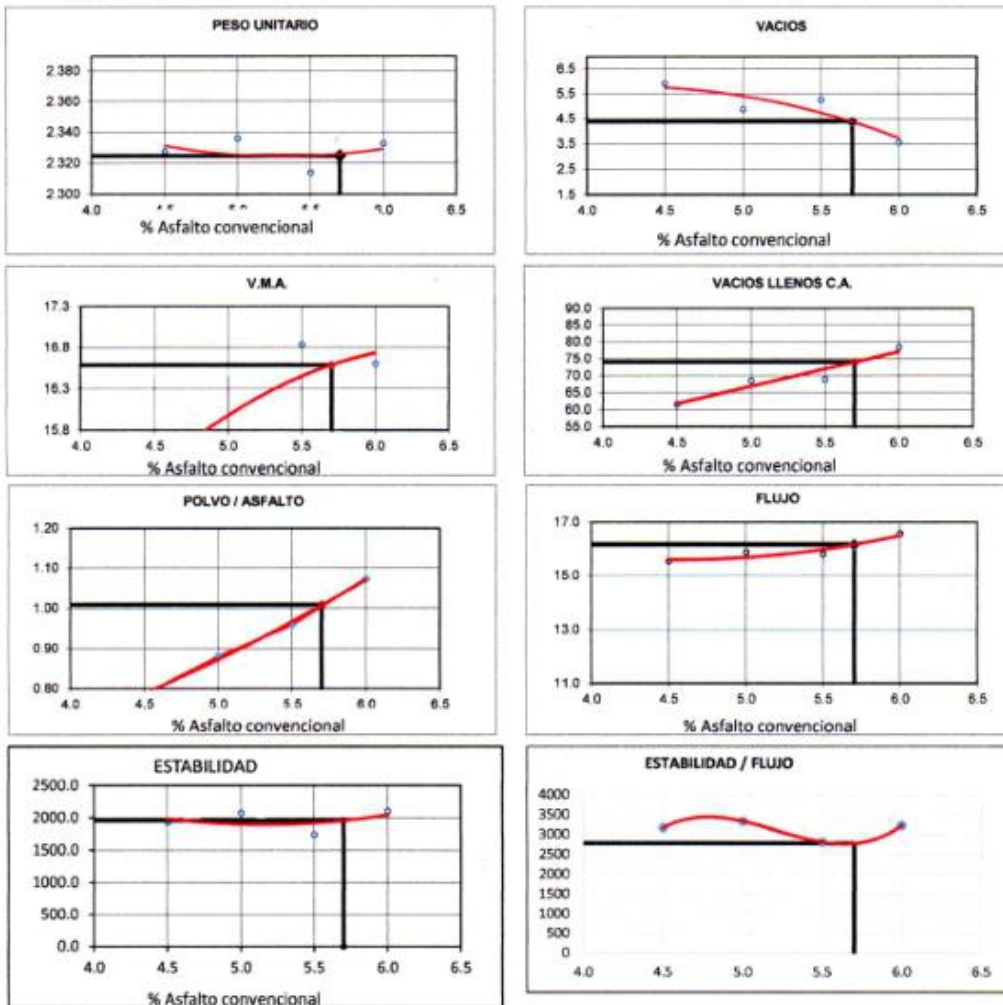 PESO UNITARIO
2.380
2.360
2.340
2.320
2.300
4.0 6.5
% Asfalto convencional
VACIOS
6.5
5.5
4.5
3.5
2.5
1.5
4.0 4.5 5.0 5.5 6.0 6.5
% Asfalto convencional
V.M.A.
17.3
16.8
16.3
15.8
4.0 4.5 5.0 5.5 6.0 6.5
% Asfalto convencional
VACIOS LLENOS C.A.
90.0
85.0
80.0
75.0
70.0
65.0
60.0
55.0
4.0 4.5 5.0 5.5 6.0 6.5
% Asfalto convencional
POLVO / ASFALTO
1.20
1.10
1.00
0.90
0.80
4.0 4.5 5.0 5.5 6.0 6.5
% Asfalto convencional
FLUJO
17.0
15.0
13.0
11.0
4.0 4.5 5.0 5.5 6.0 6.5
% Asfalto convencional
ESTABILIDAD
2500.0
2000.0
1500.0
1000.0
500.0
0.0
4.0 4.5 5.0 5.5 6.0 6.5
% Asfalto convencional
ESTABILIDAD / FLUJO
4000
3500
3000
2500
2000
1500
1000
500
0
4.0 4.5 5.0 5.5 6.0 6.5